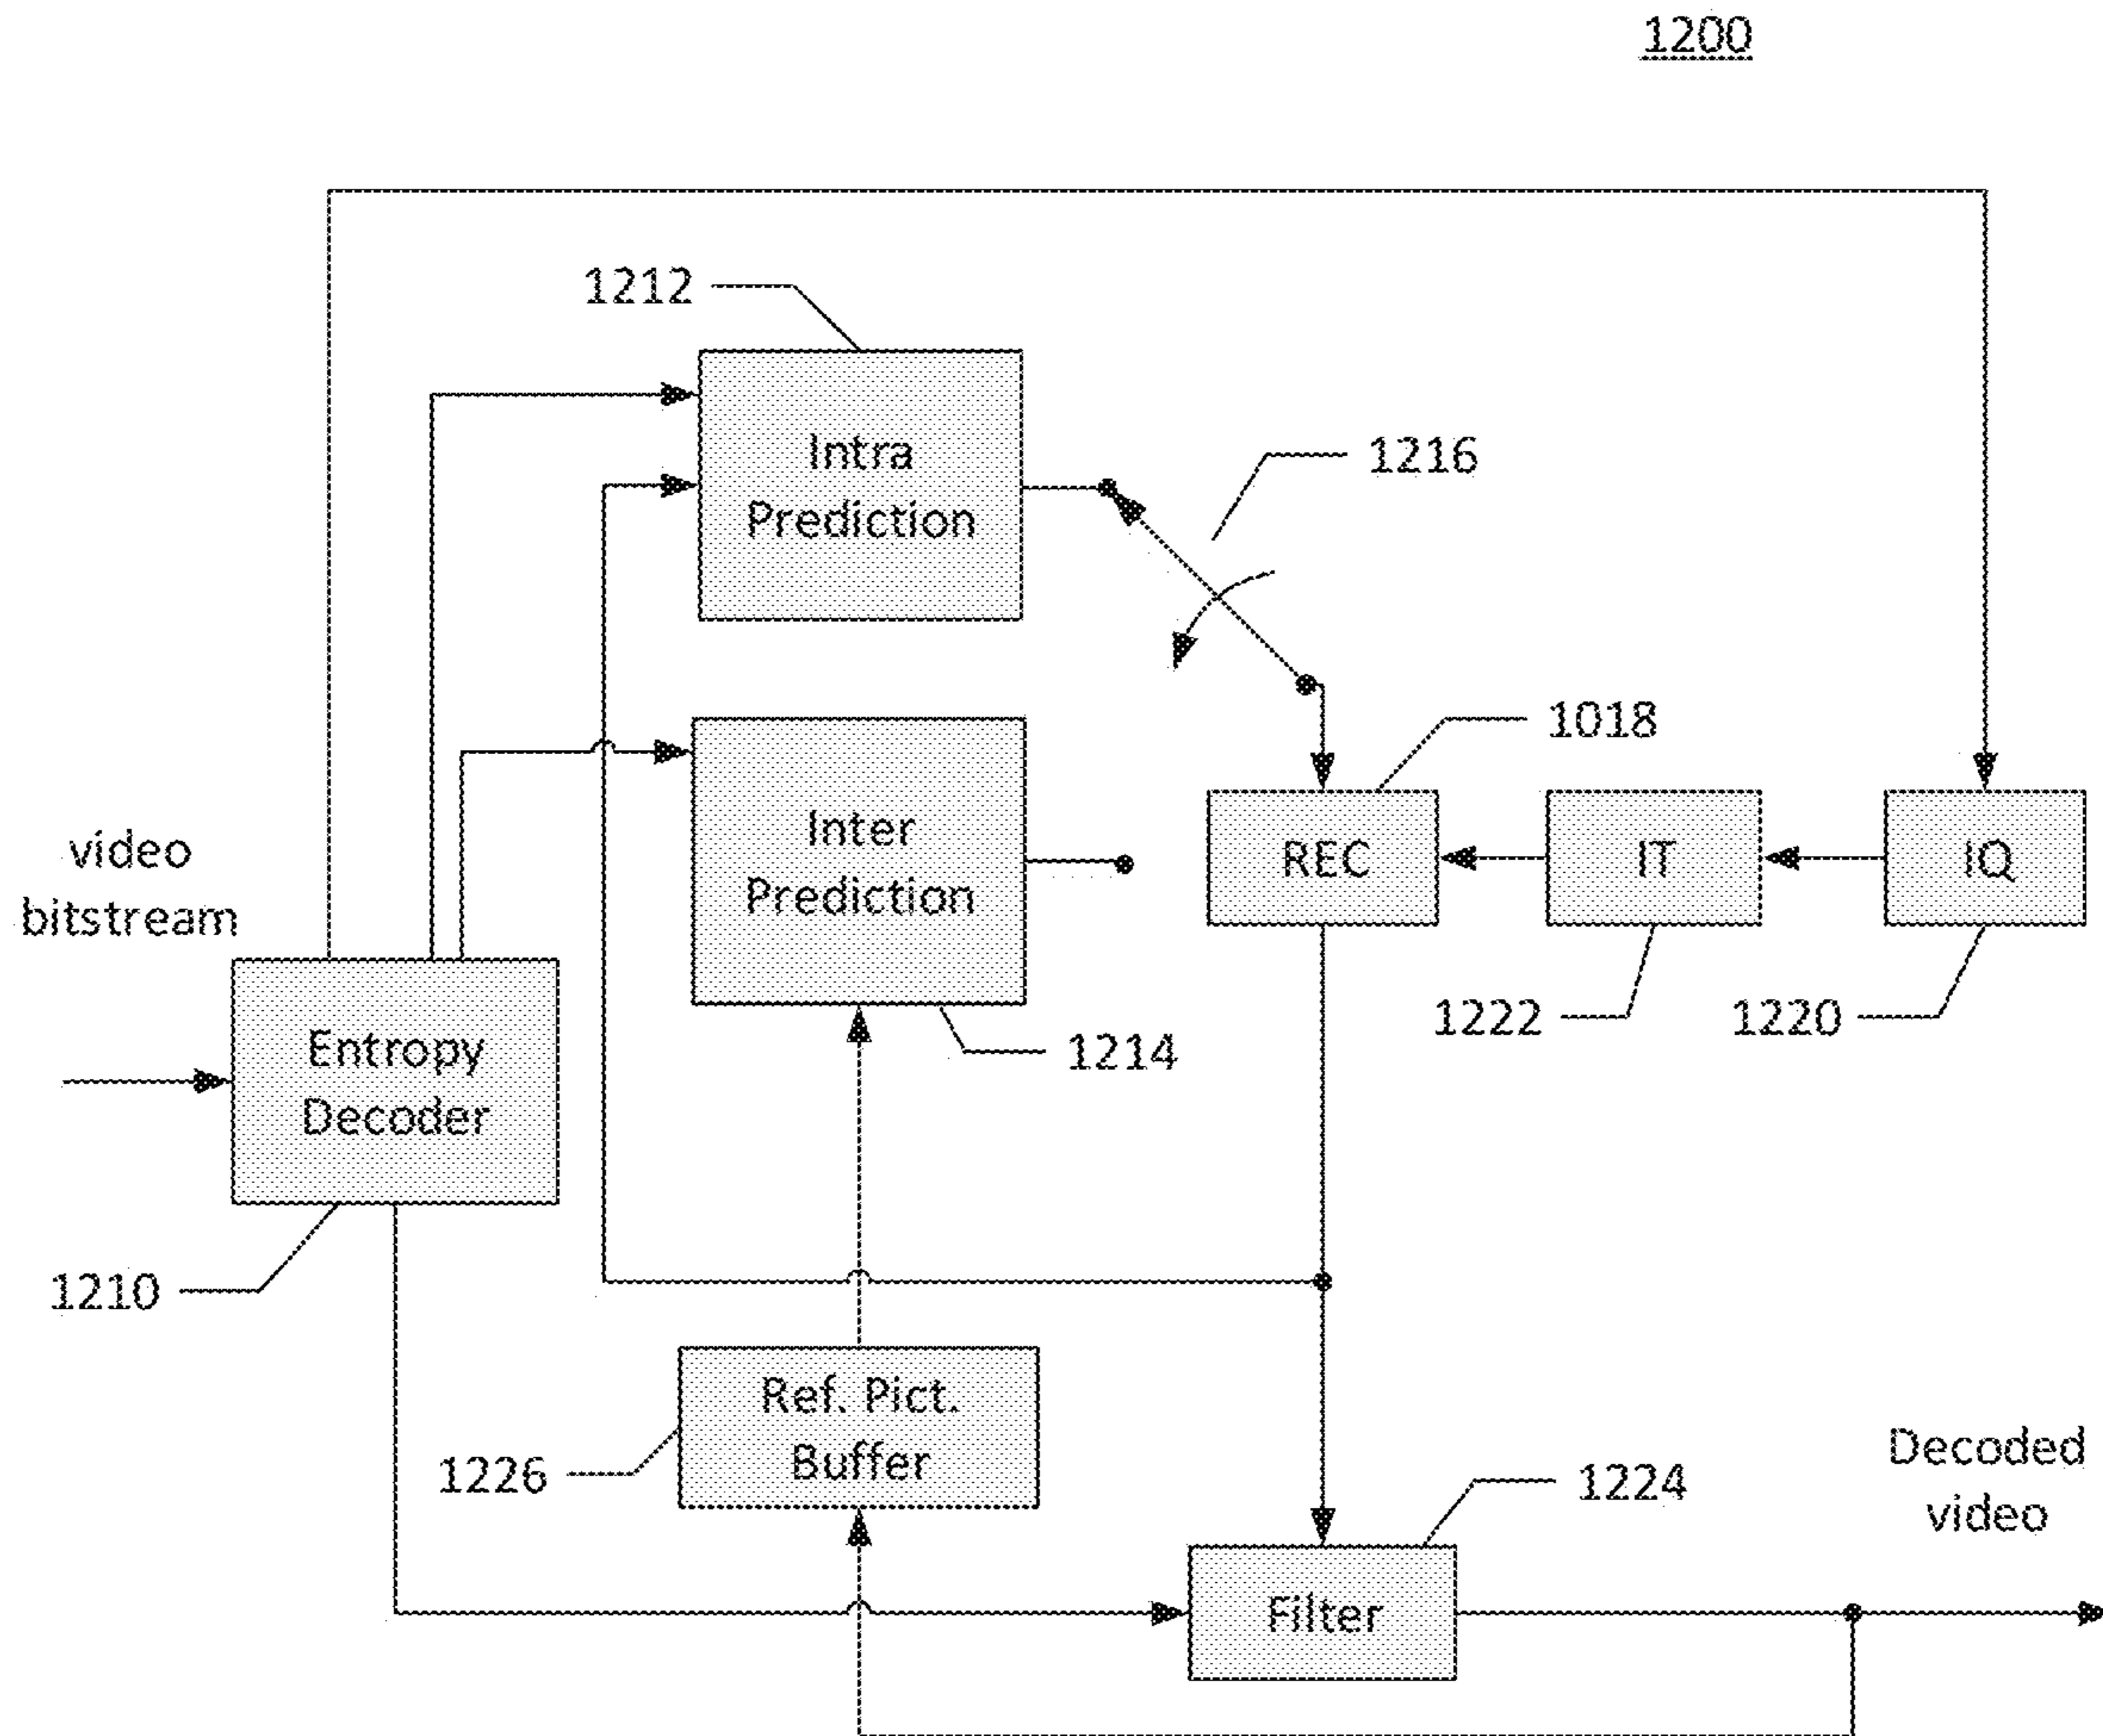 1200
1212
Intra
Prediction
1216
1018
Inter
Prediction
REC
IT
IQ
video
bitstream
1222
1220
1214
Entropy
Decoder
1210
Ref. Pict.
Buffer
1226
1224
Decoded
video
Filter